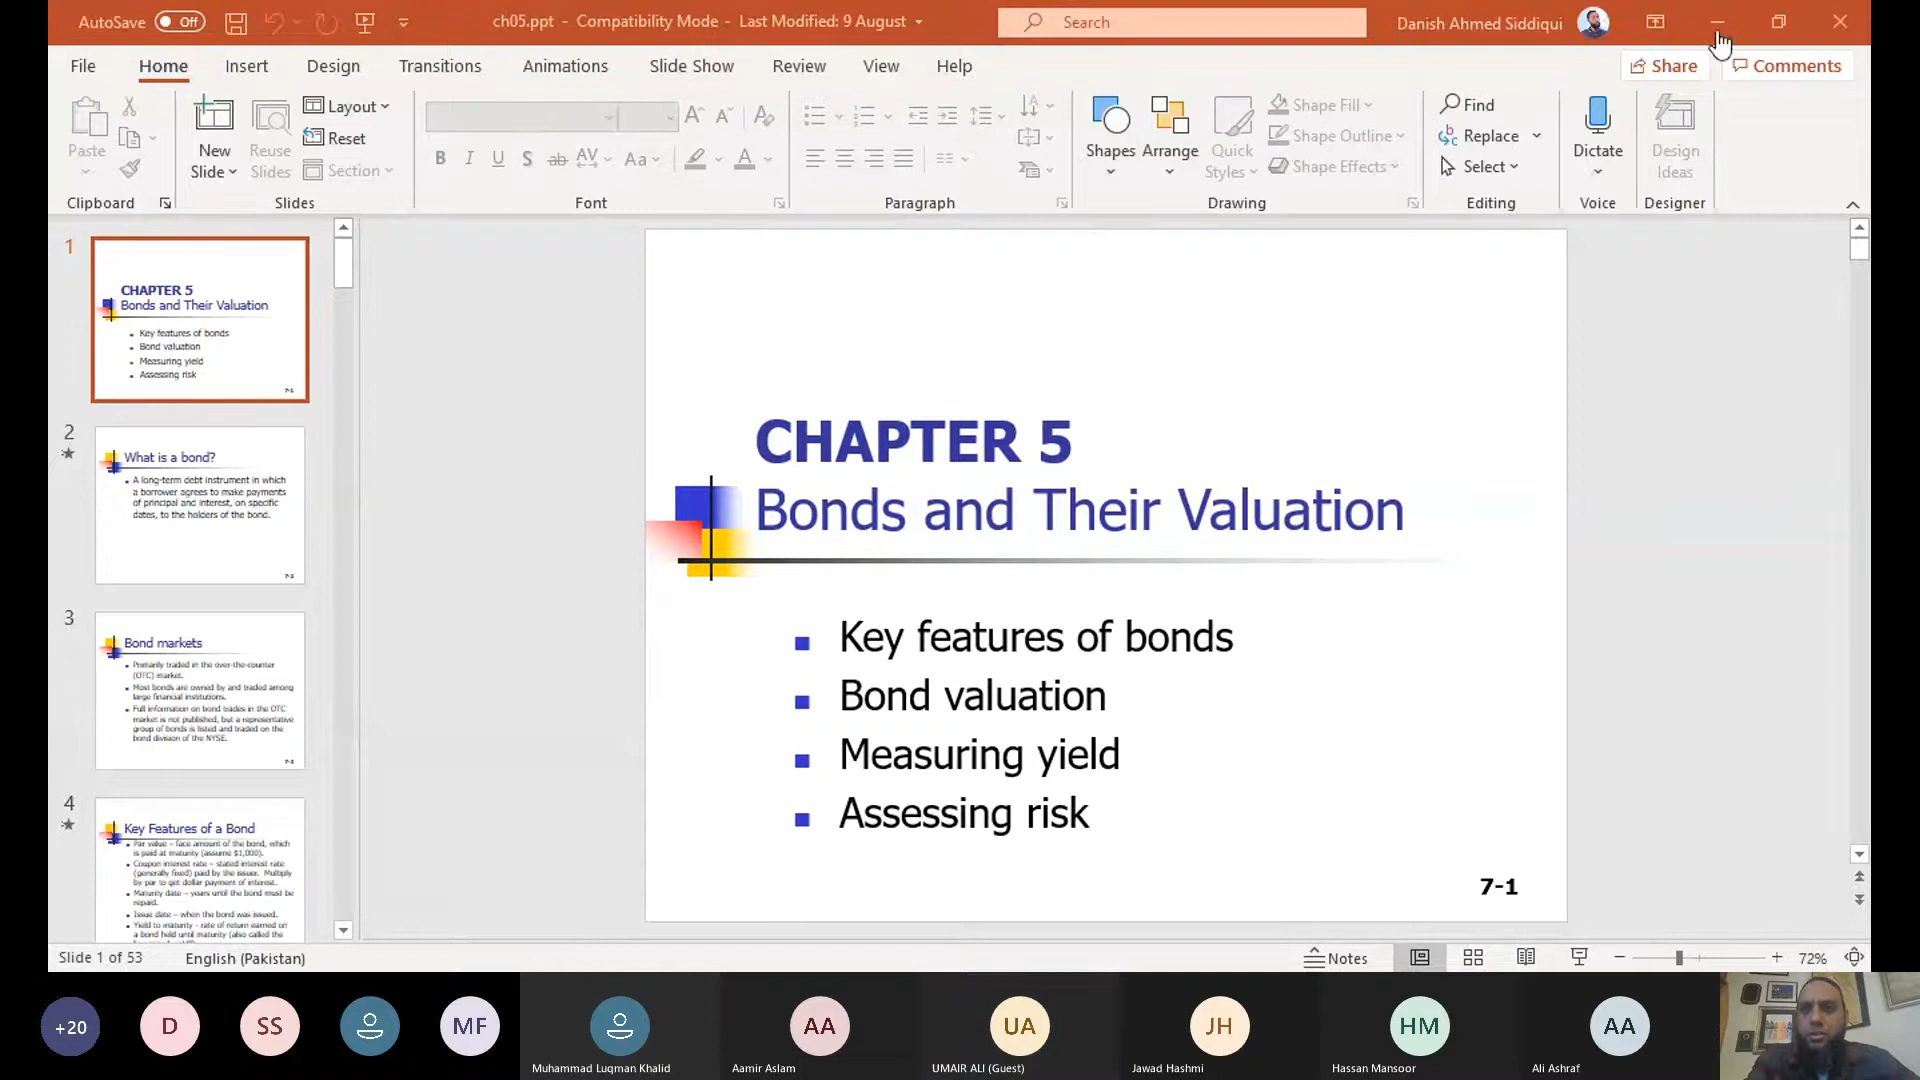 AutoSave Off ch05.ppt - Compatibility Mode - Last Modified: 9 August Search Danish Ahmed Siddiqui
File Home Insert Design Transitions Animations Slide Show Review View Help Share Comments
Paste
New Slide
Reuse Slides
Layout
Reset
Section
B I U S ab AV Aa A
Shapes
Arrange
Quick Styles
Shape Fill
Shape Outline
Shape Effects
Find
Replace
Select
Dictate
Design Ideas
Clipboard Slides Font Paragraph Drawing Editing Voice Designer
1
CHAPTER 5
Bonds and Their Valuation
Key features of bonds
Bond valuation
Measuring yield
Assessing risk
7-1
2
What is a bond?
A long-term debt instrument in which
a borrower agrees to make payments
of principal and interest, on specific
dates, to the holders of the bond.
7-2
3
Bond markets
Primarily traded in the over-the-counter
(OTC) market.
Most bonds are owned by and traded among
large financial institutions.
Full information on bond trades in the OTC
market is not published, but a representative
group of bonds is listed and traded on the
bond division of the NYSE.
7-3
4
Key Features of a Bond
Par value – face amount of the bond, which
is paid at maturity (assume $1,000).
Coupon interest rate – stated interest rate
(generally fixed) paid by the issuer. Multiply
by par to get dollar payment of interest.
Maturity date – years until the bond must be
repaid.
Issue date – when the bond was issued.
Yield to maturity - rate of return earned on
a bond held until maturity (also called the
CHAPTER 5
Bonds and Their Valuation
Key features of bonds
Bond valuation
Measuring yield
Assessing risk
7-1
Slide 1 of 53 English (Pakistan) Notes 72%
+20 D SS MF AA UA JH HM AA
Muhammad Luqman Khalid Aamir Aslam UMAIR ALI (Guest) Jawad Hashmi Hassan Mansoor Ali Ashraf